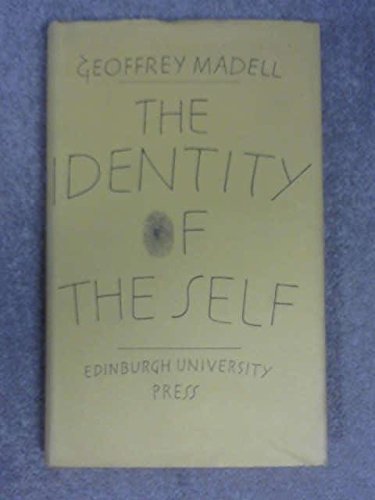 GEOFFREY MADELL
THE
IDENTITY
OF
THE SELF
EDINBURGH UNIVERSITY
PRESS